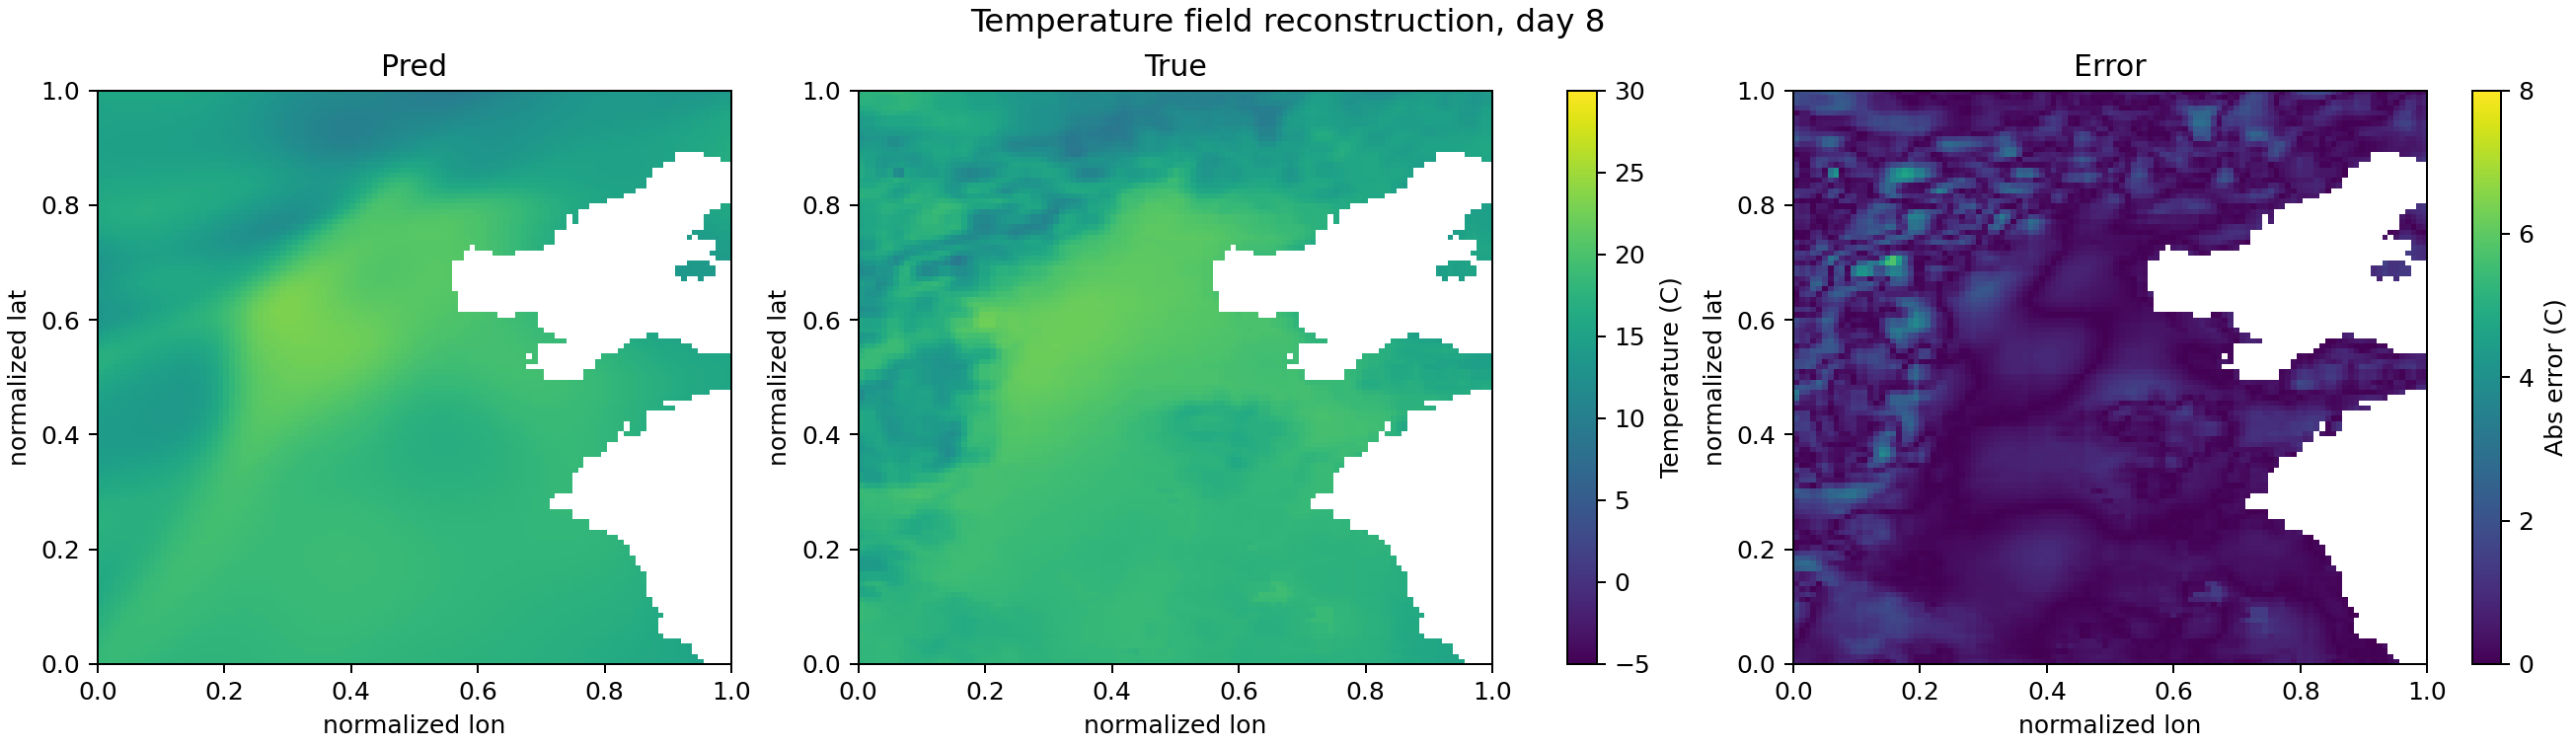 Temperature field reconstruction, day 8
Pred
True
Error
1.0
0.8
0.6
0.4
0.2
0.0
normalized lat
0.0 0.2 0.4 0.6 0.8 1.0
normalized lon
1.0
0.8
0.6
0.4
0.2
0.0
normalized lat
0.0 0.2 0.4 0.6 0.8 1.0
normalized lon
30
25
20
15
10
5
0
−5
Temperature (C)
1.0
0.8
0.6
0.4
0.2
0.0
normalized lat
0.0 0.2 0.4 0.6 0.8 1.0
normalized lon
8
6
4
2
0
Abs error (C)